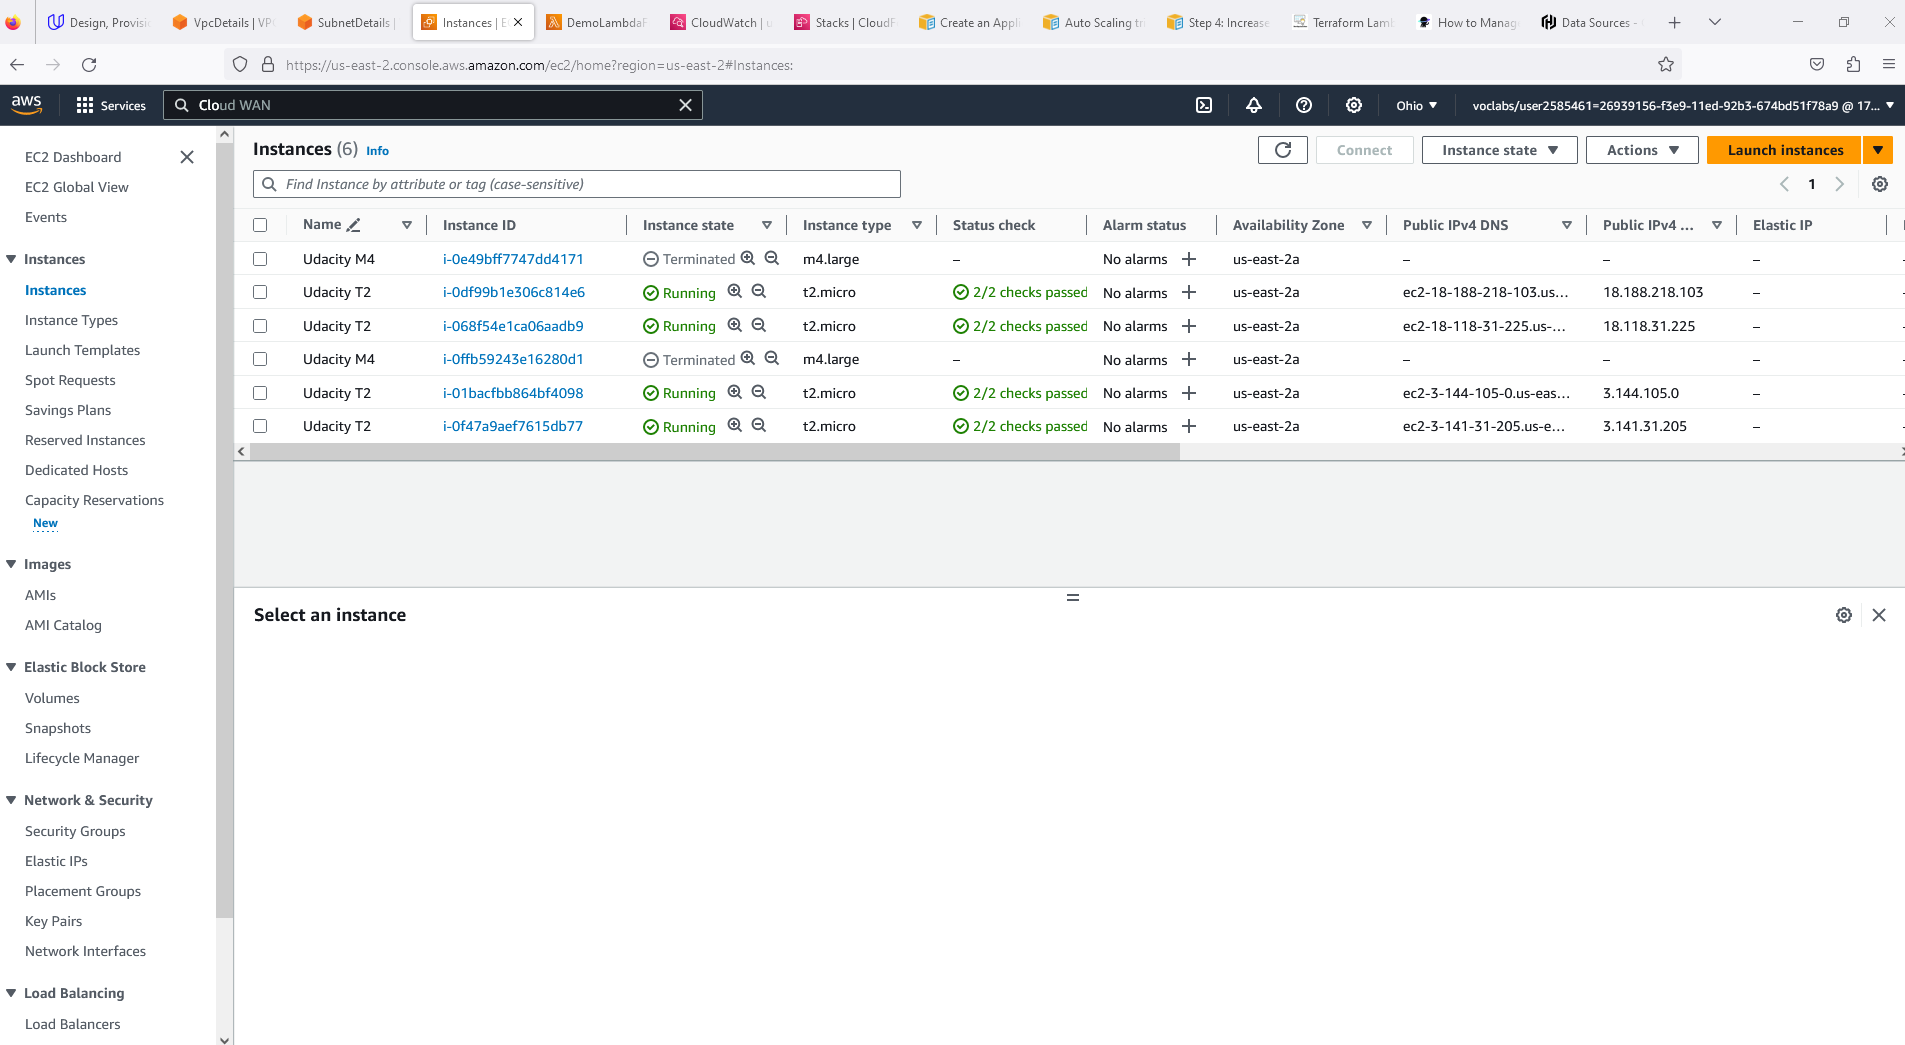 Design, Provisi
VpcDetails | VP
SubnetDetails |
Instances | E
DemoLambdaF
CloudWatch | u
Stacks | CloudF
Create an Appli
Auto Scaling tri
Step 4: Increase
Terraform Lamb
How to Manag
Data Sources -
https://us-east-2.console.aws.amazon.com/ec2/home?region=us-east-2#Instances:
aws
Services
Cloud WAN
Ohio
voclabs/user2585461=26939156-f3e9-11ed-92b3-674bd51f78a9 @ 17...
EC2 Dashboard
EC2 Global View
Events
Instances
Instances
Instance Types
Launch Templates
Spot Requests
Savings Plans
Reserved Instances
Dedicated Hosts
Capacity Reservations
New
Images
AMIs
AMI Catalog
Elastic Block Store
Volumes
Snapshots
Lifecycle Manager
Network & Security
Security Groups
Elastic IPs
Placement Groups
Key Pairs
Network Interfaces
Load Balancing
Load Balancers
Instances (6) Info
Connect
Instance state
Actions
Launch instances
Find Instance by attribute or tag (case-sensitive)
1
Name Instance ID Instance state Instance type Status check Alarm status Availability Zone Public IPv4 DNS Public IPv4 ... Elastic IP
Udacity M4 i-0e49bff7747dd4171 Terminated m4.large – No alarms + us-east-2a – – –
Udacity T2 i-0df99b1e306c814e6 Running t2.micro 2/2 checks passed No alarms + us-east-2a ec2-18-188-218-103.us... 18.188.218.103 –
Udacity T2 i-068f54e1ca06aadb9 Running t2.micro 2/2 checks passed No alarms + us-east-2a ec2-18-118-31-225.us-... 18.118.31.225 –
Udacity M4 i-0ffb59243e16280d1 Terminated m4.large – No alarms + us-east-2a – – –
Udacity T2 i-01bacfbb864bf4098 Running t2.micro 2/2 checks passed No alarms + us-east-2a ec2-3-144-105-0.us-eas... 3.144.105.0 –
Udacity T2 i-0f47a9aef7615db77 Running t2.micro 2/2 checks passed No alarms + us-east-2a ec2-3-141-31-205.us-e... 3.141.31.205 –
Select an instance